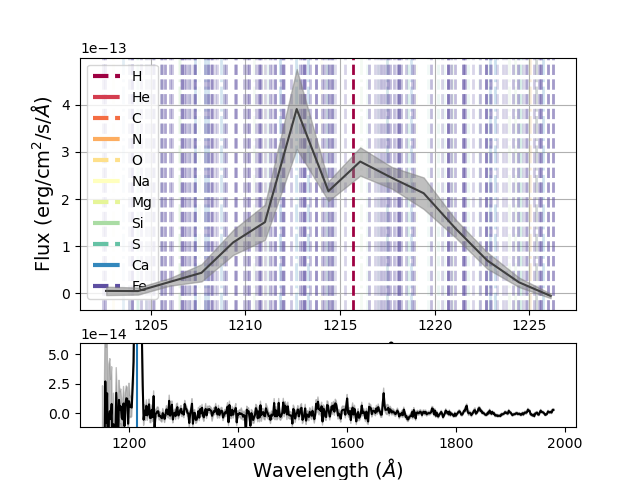 1e−13
Flux (erg/cm²/s/Å)
4
3
2
1
0
H
He
C
N
O
Na
Mg
Si
S
Ca
Fe
1205 1210 1215 1220 1225
1e−14
5.0
2.5
0.0
1200 1400 1600 1800 2000
Wavelength (Å)